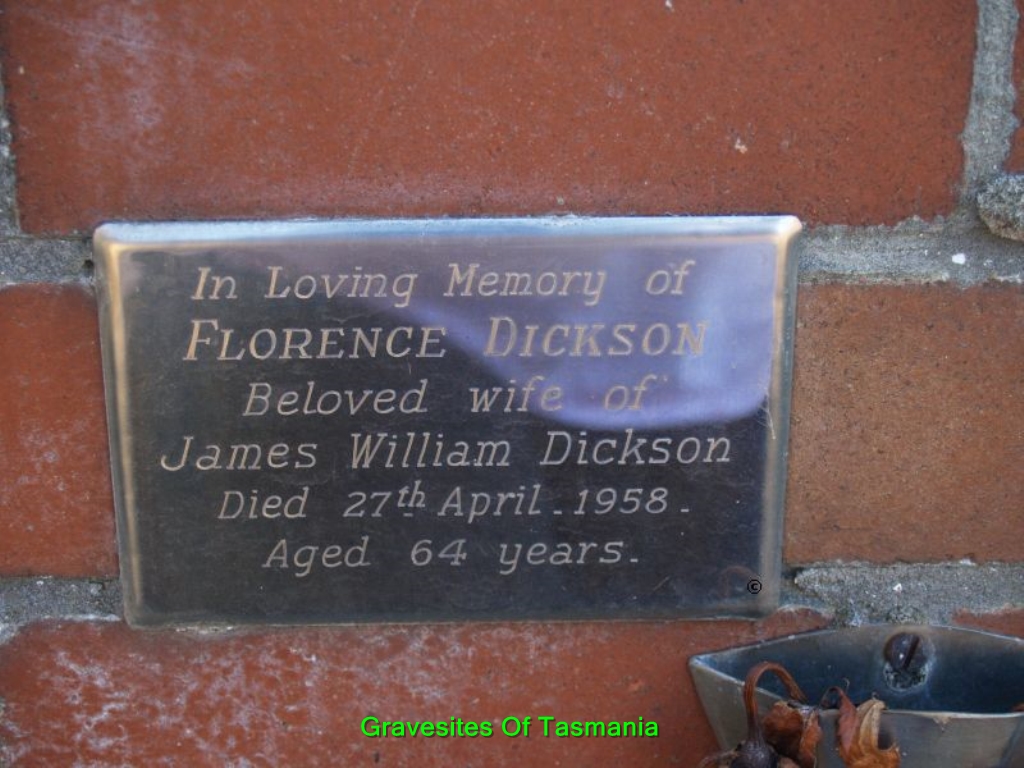 In Loving Memory of
FLORENCE DICKSON
Beloved wife of
James William Dickson
Died 27th April. 1958.
Aged 64 years.
©
Gravesites Of Tasmania